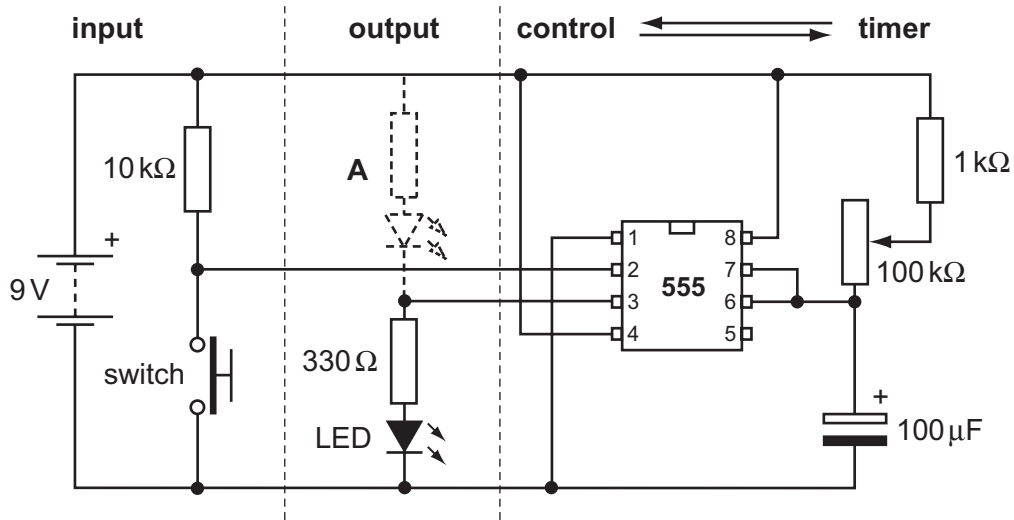 input
output
control
timer
10 kΩ
A
1 kΩ
+
9 V
1
2
3
4
555
8
7
6
5
100 kΩ
switch
330 Ω
LED
+
100 μF